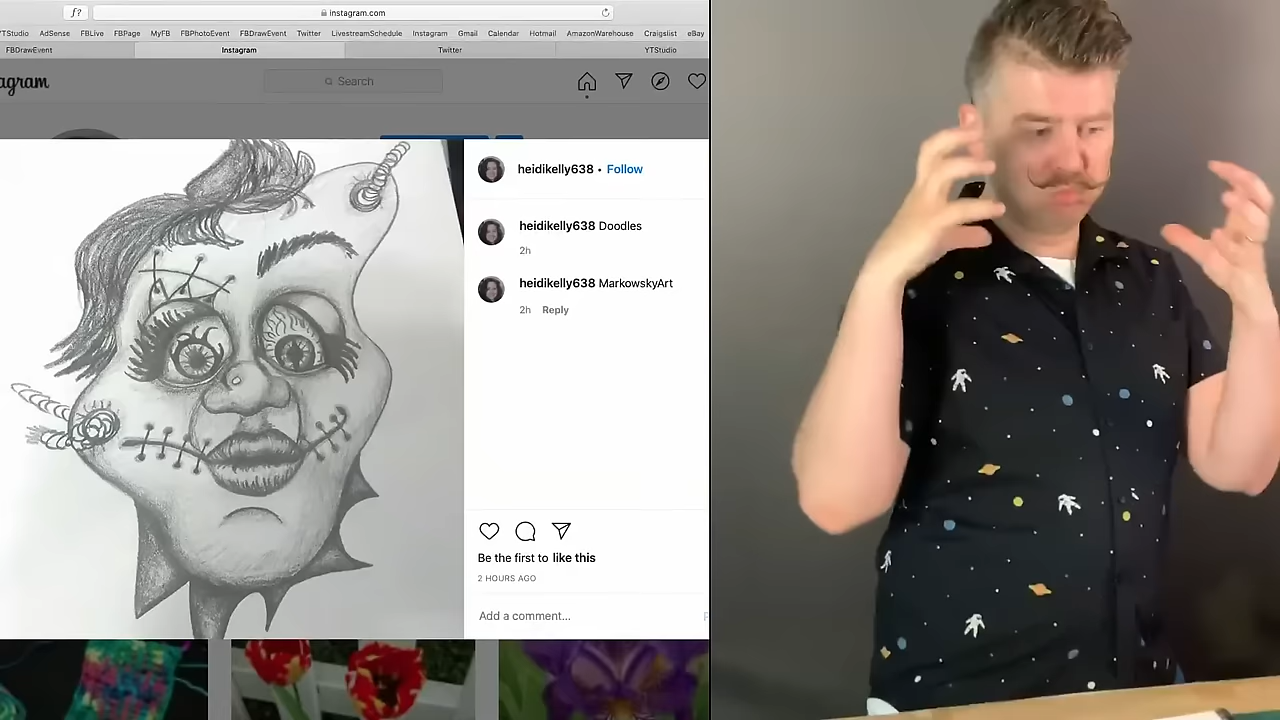 f?
instagram.com
YTStudio AdSense FBLive FBPage MyFB FBPhotoEvent FBDrawEvent Twitter LivestreamSchedule Instagram Gmail Calendar Hotmail AmazonWarehouse Craigslist eBay
FBDrawEvent Instagram Twitter YTStudio
agram
Search
heidikelly638 • Follow
heidikelly638 Doodles
2h
heidikelly638 MarkowskyArt
2h Reply
Be the first to like this
2 HOURS AGO
Add a comment...